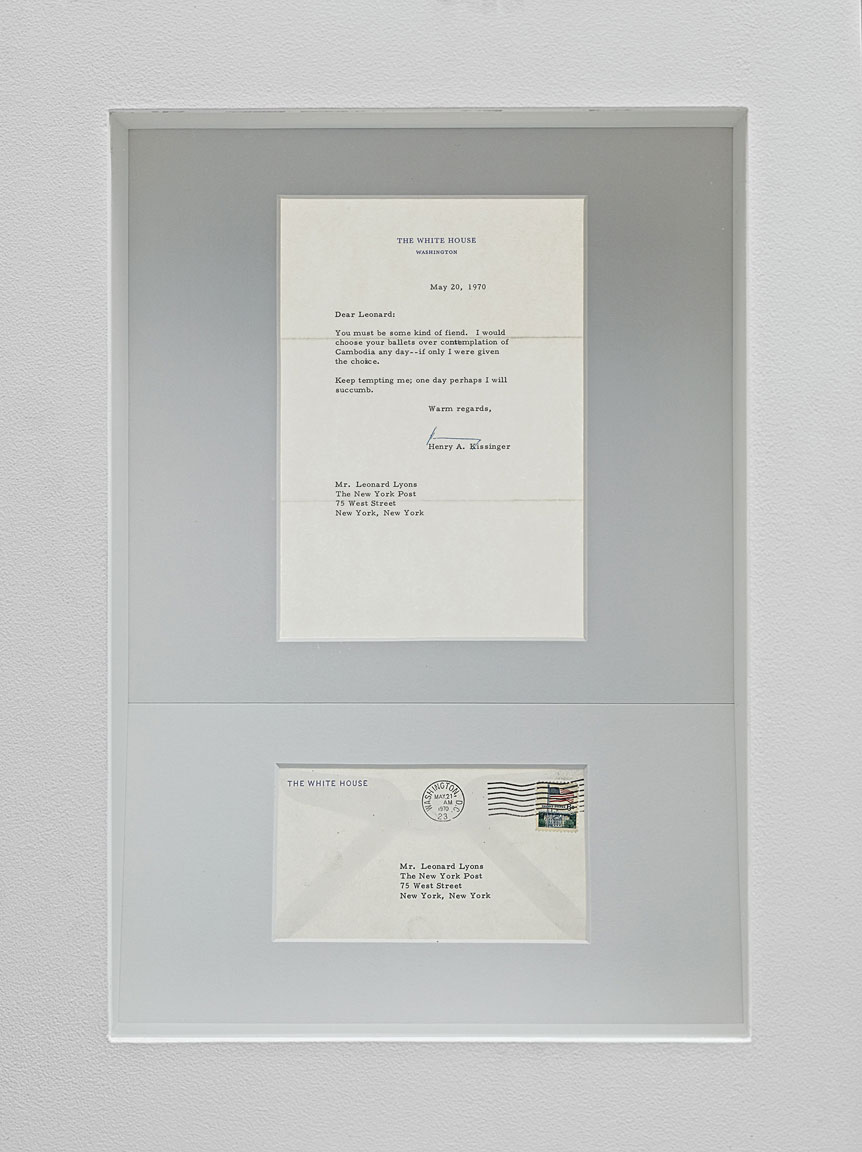 THE WHITE HOUSE
WASHINGTON
May 20, 1970
Dear Leonard:
You must be some kind of fiend. I would
choose your ballets over contemplation of
Cambodia any day--if only I were given
the choice.
Keep tempting me; one day perhaps I will
succumb.
Warm regards,
Henry A. Kissinger
Mr. Leonard Lyons
The New York Post
75 West Street
New York, New York
THE WHITE HOUSE
WASHINGTON, D.C.
MAY 21
AM
1970
23
Mr. Leonard Lyons
The New York Post
75 West Street
New York, New York